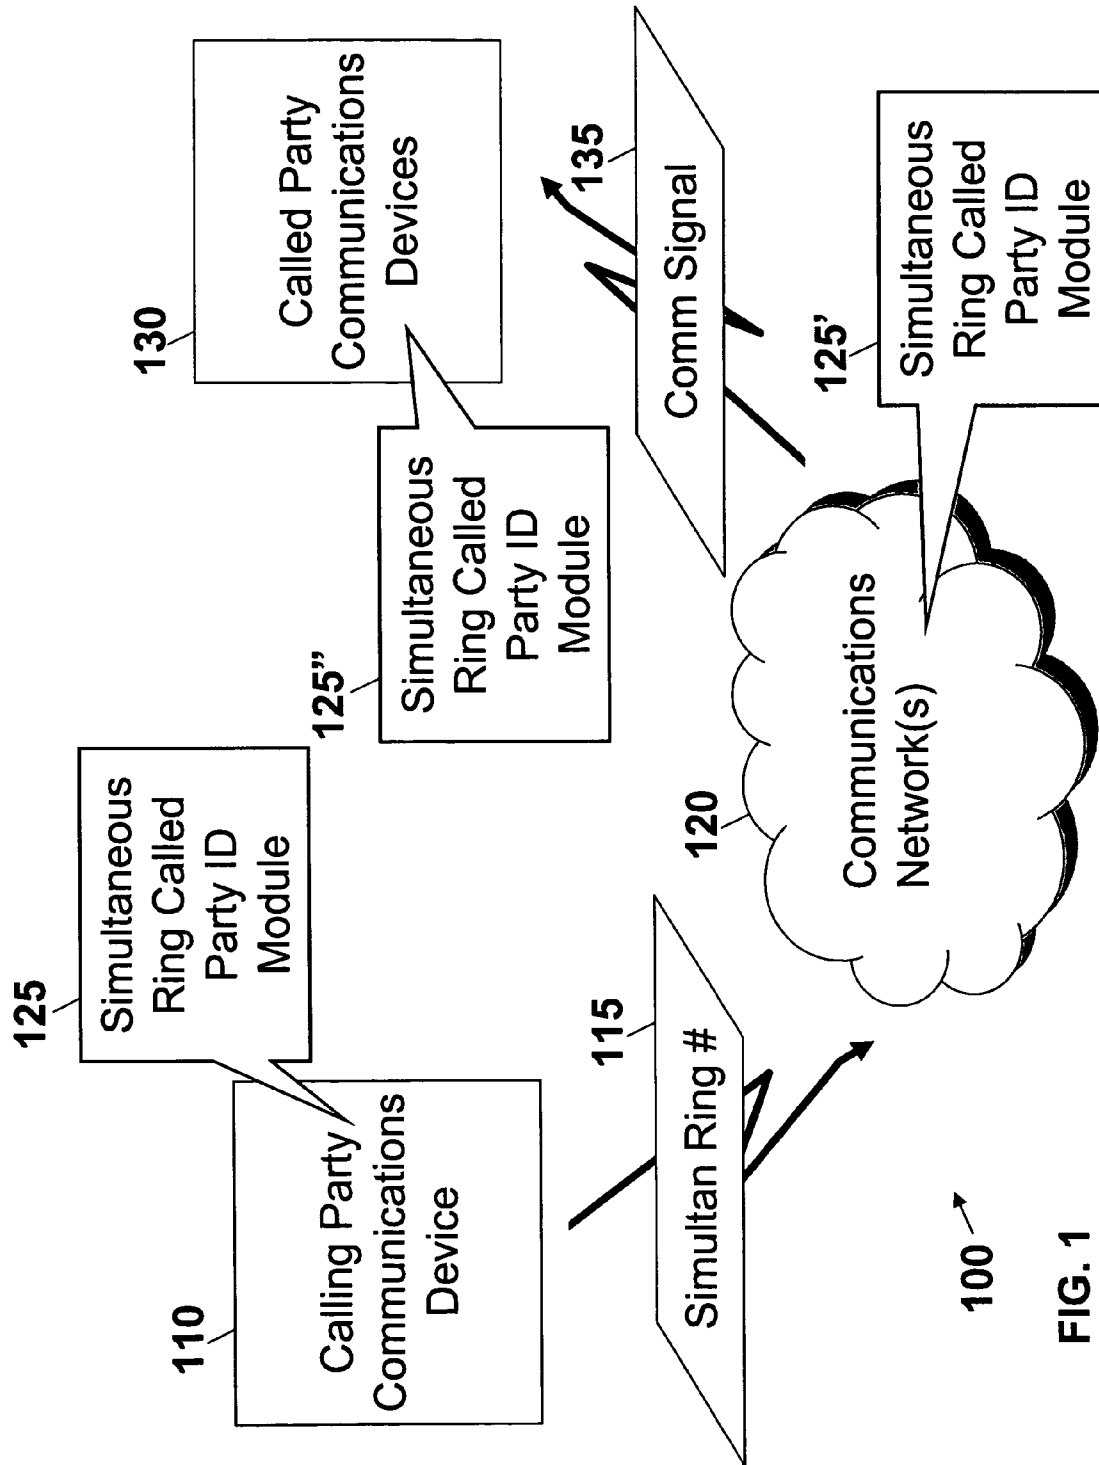 125
Simultaneous
Ring Called
Party ID
Module
110
Calling Party
Communications
Device
125”
Simultaneous
Ring Called
Party ID
Module
130
Called Party
Communications
Devices
115
Simultan Ring #
120
Communications
Network(s)
135
Comm Signal
125’
Simultaneous
Ring Called
Party ID
Module
100
FIG. 1